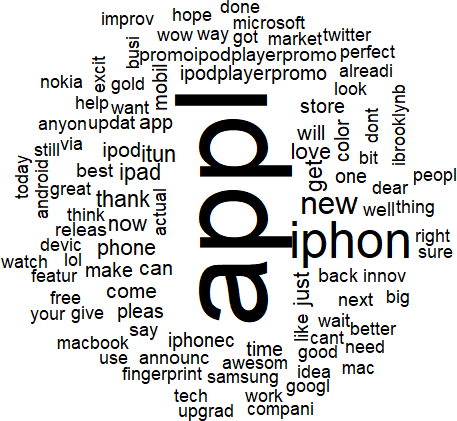 done
improv
hope
microsoft
wow way got market twitter
busi
promoipodplayerpromo perfect
excit
mobil
ipodplayerpromo alreadi
nokia
gold
look
help want
store
anyon updat app
will
color
dont
ibrooklynb
still via
ipod itun
love
bit
today
android
best ipad
get
one
peopl
great
thank
actual
dear
appl
new
well thing
think
now
iphon
right
releas
sure
devic
phone
watch
lol
make can
back innov
featur
just
free
come
next
big
your give
pleas
like
wait
better
say
cant
macbook
iphonec
time
good
need
use
announc
awesom
idea
mac
fingerprint samsung
googl
tech
work
upgrad
compani